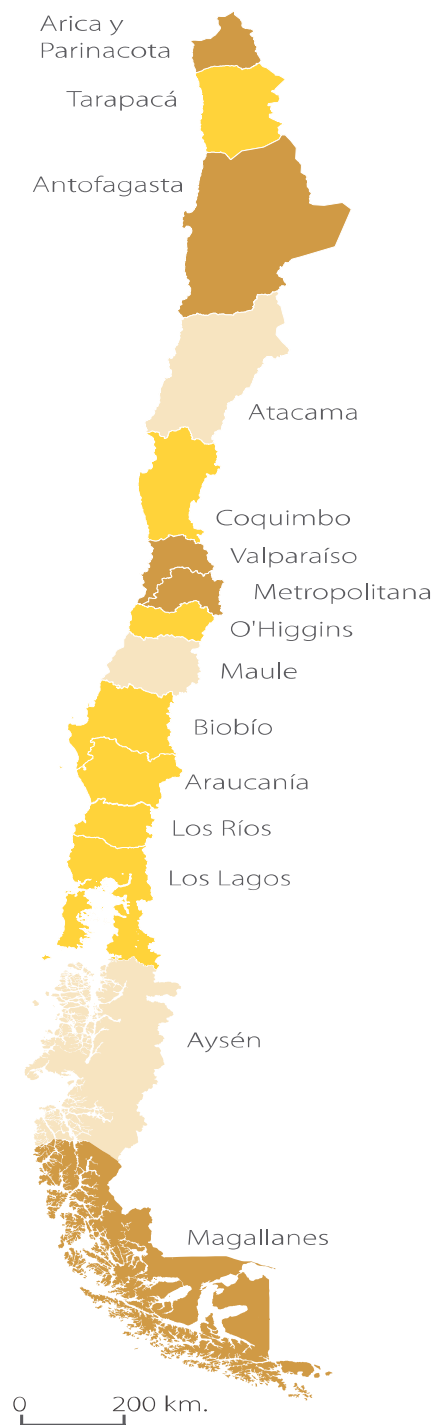 Arica y
Parinacota
Tarapacá
Antofagasta
Atacama
Coquimbo
Valparaíso
Metropolitana
O'Higgins
Maule
Biobío
Araucanía
Los Ríos
Los Lagos
Aysén
Magallanes
0 200 km.